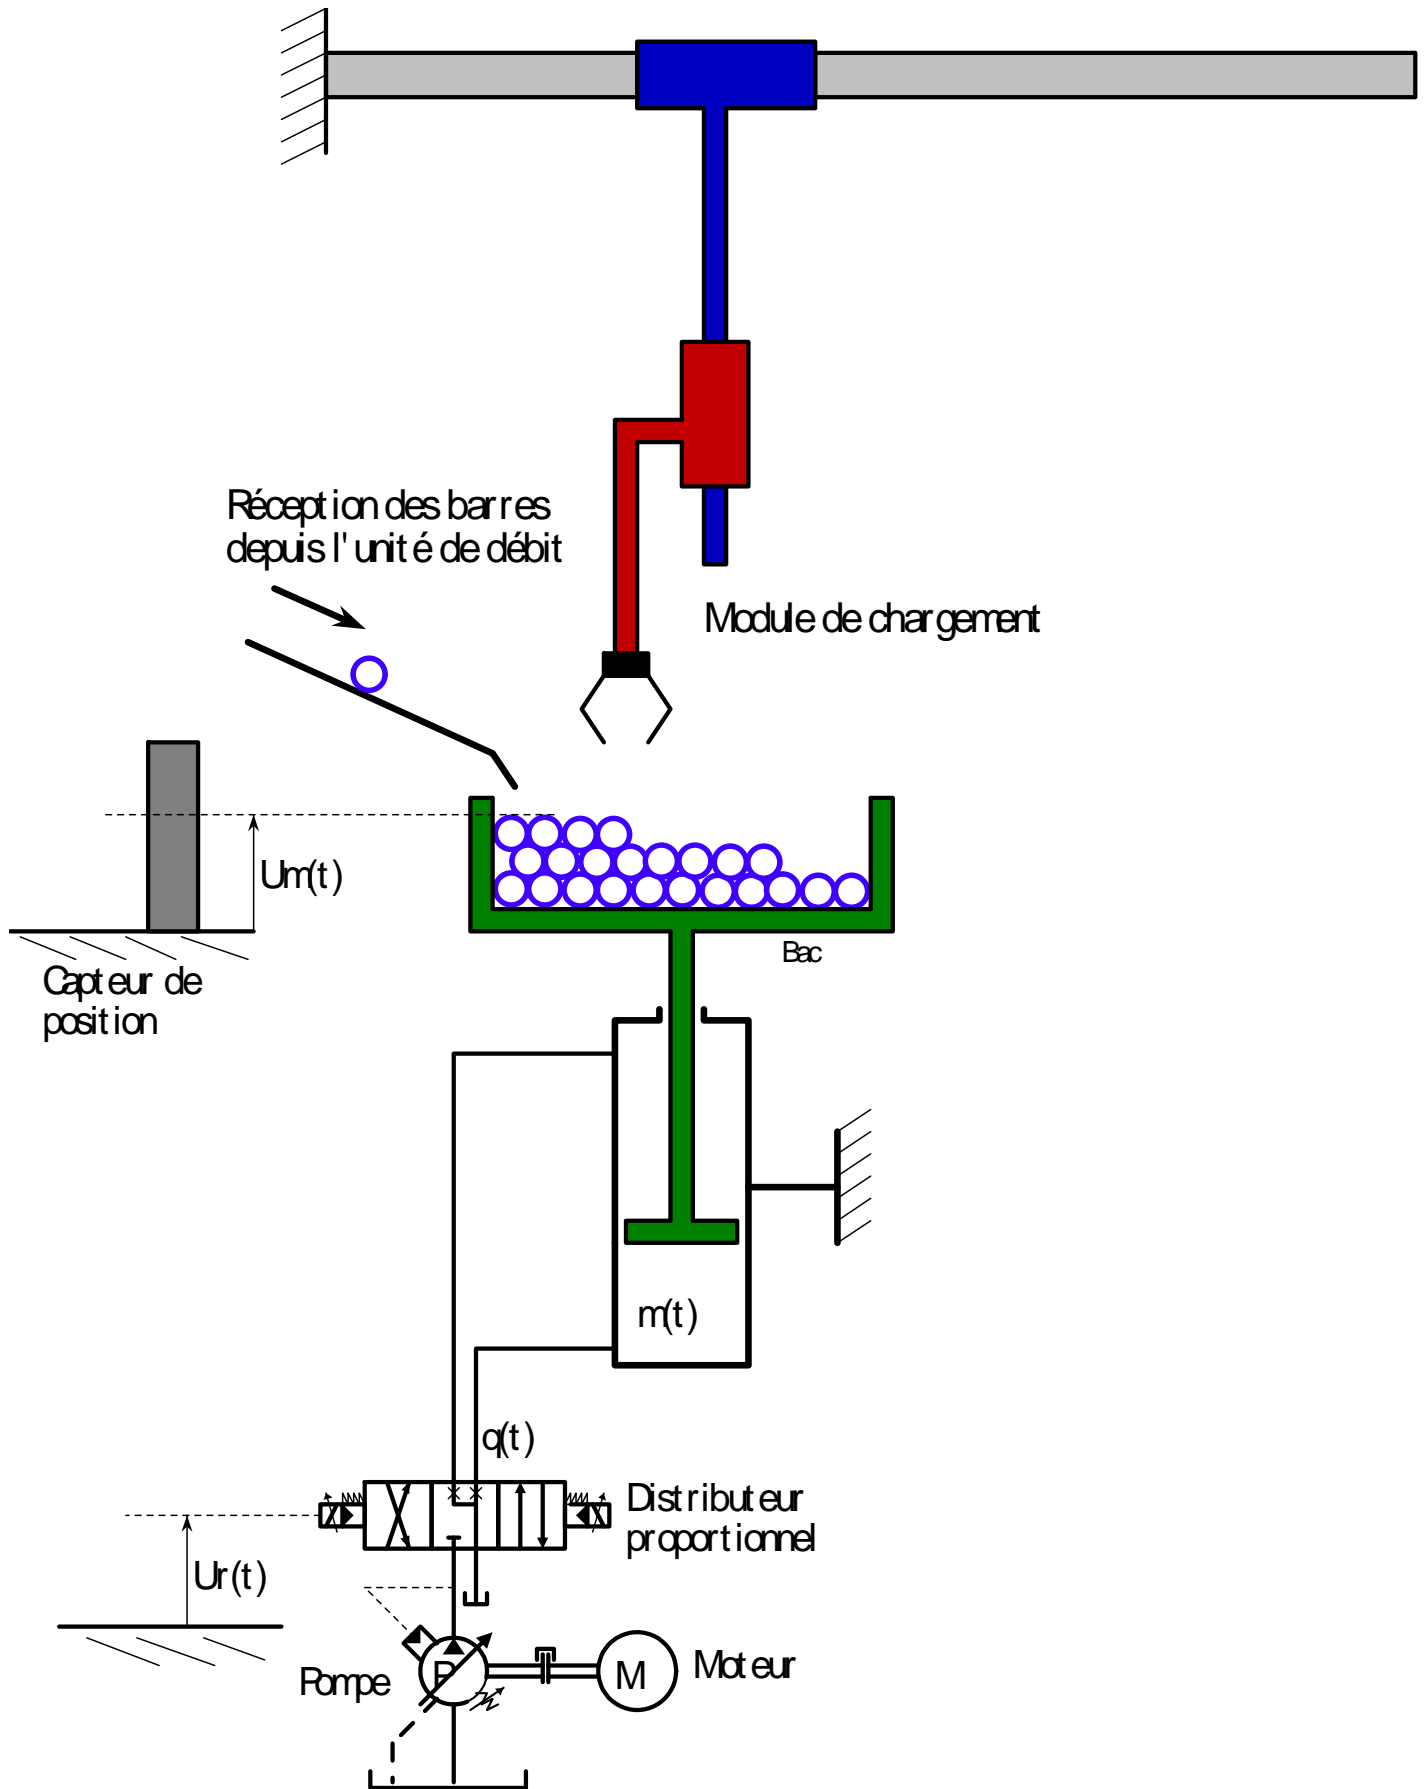 Réception des barres
depuis l'unité de débit
Module de chargement
Um(t)
Bac
Capteur de
position
m(t)
q(t)
Distributeur
proportionnel
Ur(t)
Pompe
P
M
Moteur